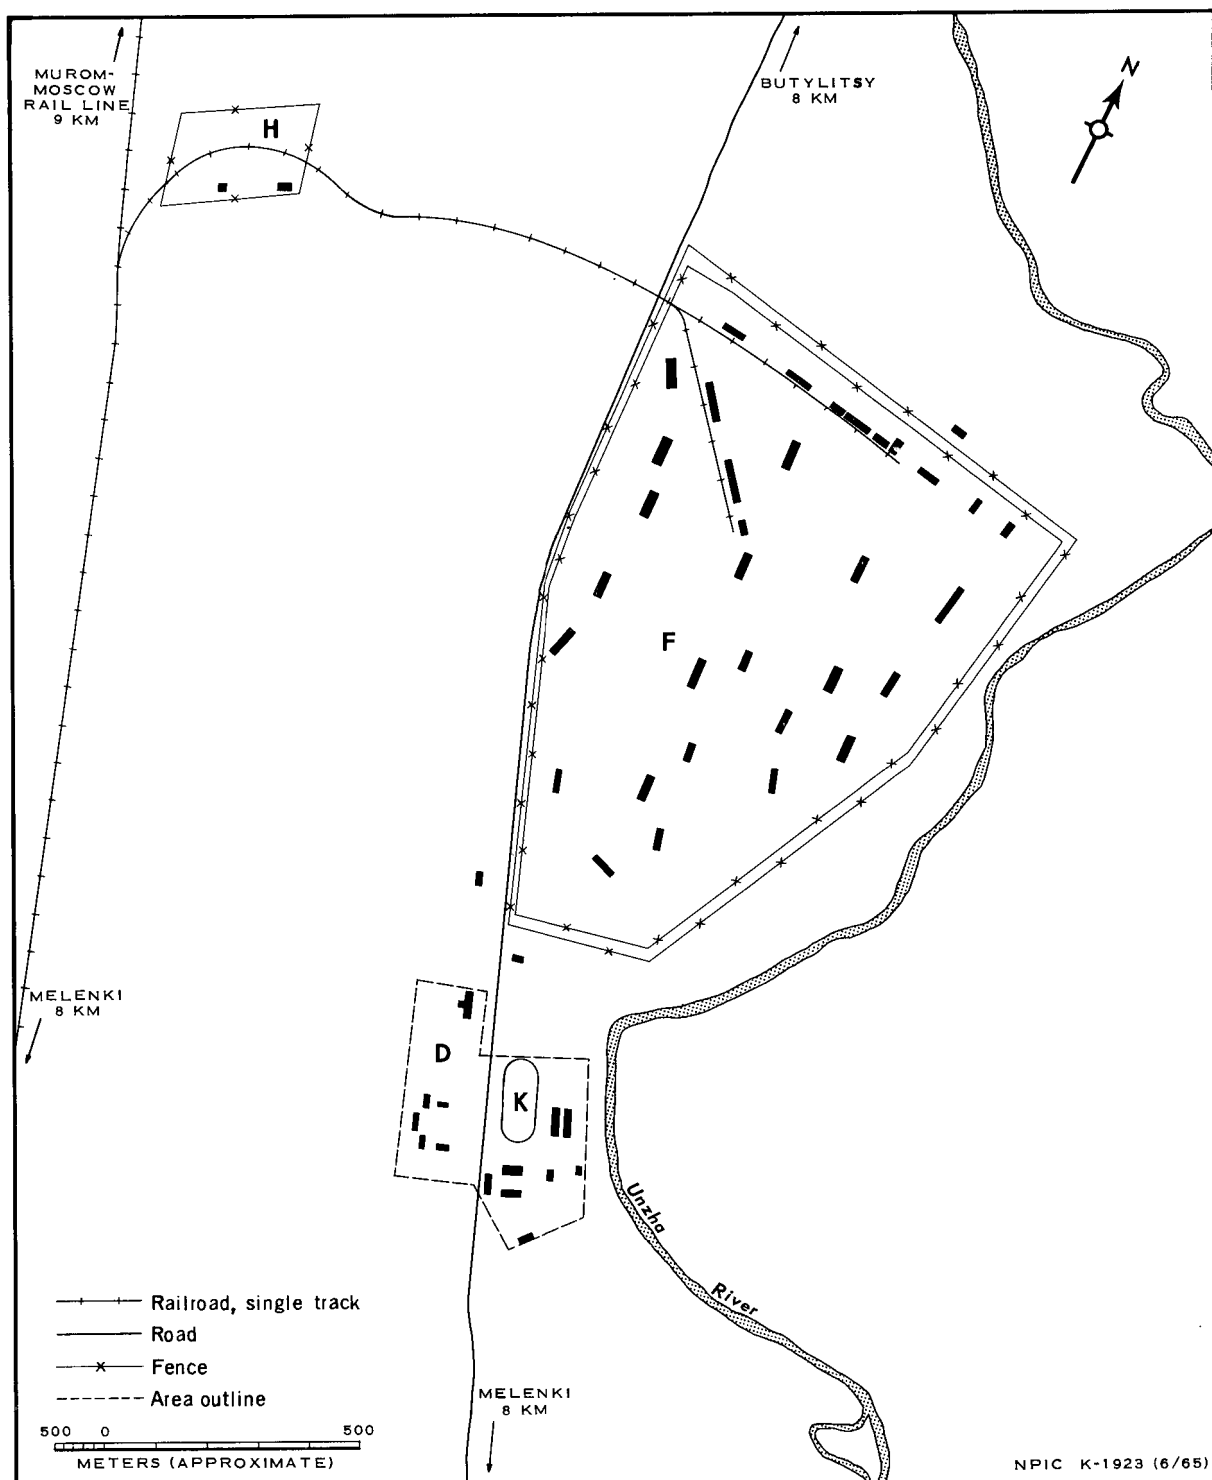 MUROM-
MOSCOW
RAIL LINE
9 KM
BUTYLITSY
8 KM
N
H
F
MELENKI
8 KM
D
K
Unzha
River
Railroad, single track
Road
Fence
Area outline
500 0 500
METERS (APPROXIMATE)
MELENKI
8 KM
NPIC K-1923 (6/65)